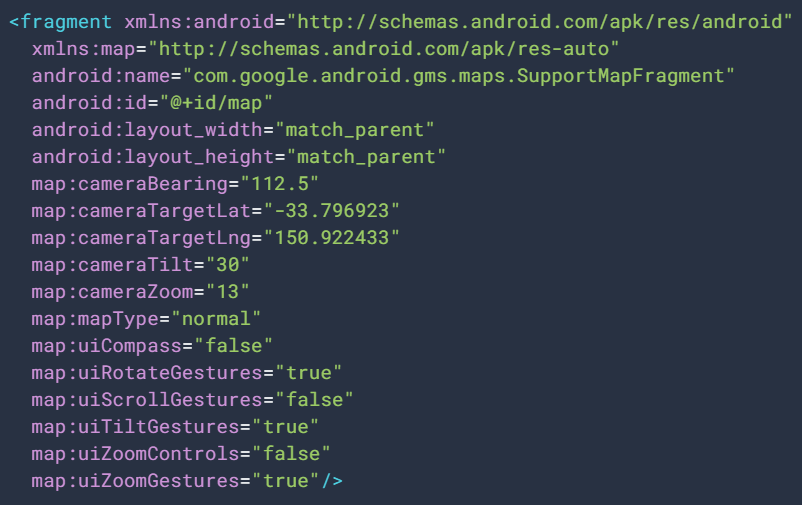 <fragment xmlns:android="http://schemas.android.com/apk/res/android"
  xmlns:map="http://schemas.android.com/apk/res-auto"
  android:name="com.google.android.gms.maps.SupportMapFragment"
  android:id="@+id/map"
  android:layout_width="match_parent"
  android:layout_height="match_parent"
  map:cameraBearing="112.5"
  map:cameraTargetLat="-33.796923"
  map:cameraTargetLng="150.922433"
  map:cameraTilt="30"
  map:cameraZoom="13"
  map:mapType="normal"
  map:uiCompass="false"
  map:uiRotateGestures="true"
  map:uiScrollGestures="false"
  map:uiTiltGestures="true"
  map:uiZoomControls="false"
  map:uiZoomGestures="true"/>